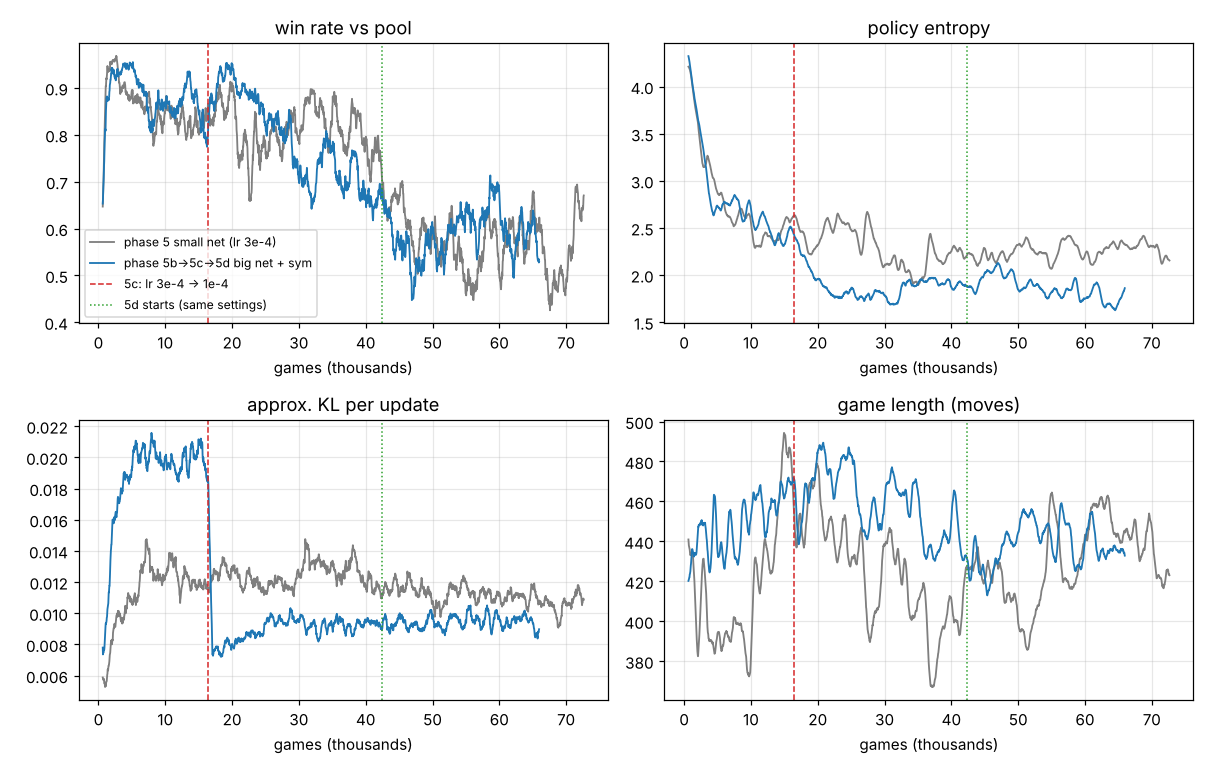 win rate vs pool
0.9
0.8
0.7
0.6
0.5
0.4
phase 5 small net (lr 3e-4)
phase 5b→5c→5d big net + sym
5c: lr 3e-4 → 1e-4
5d starts (same settings)
0 10 20 30 40 50 60 70
games (thousands)
policy entropy
4.0
3.5
3.0
2.5
2.0
1.5
0 10 20 30 40 50 60 70
games (thousands)
approx. KL per update
0.022
0.020
0.018
0.016
0.014
0.012
0.010
0.008
0.006
0 10 20 30 40 50 60 70
games (thousands)
game length (moves)
500
480
460
440
420
400
380
0 10 20 30 40 50 60 70
games (thousands)